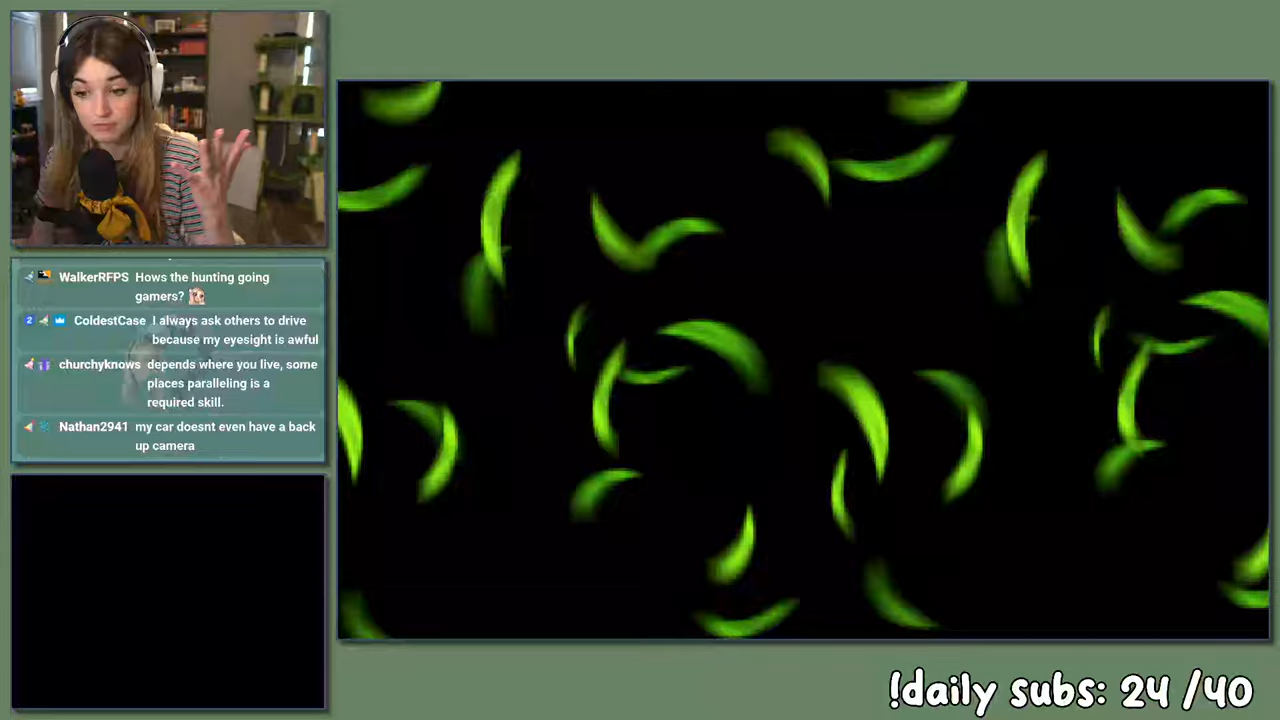 WalkerRFPS Hows the hunting going
gamers?
2 ColdestCase I always ask others to drive
because my eyesight is awful
churchyknows depends where you live, some
places paralleling is a
required skill.
Nathan2941 my car doesnt even have a back
up camera
!daily subs: 24 /40